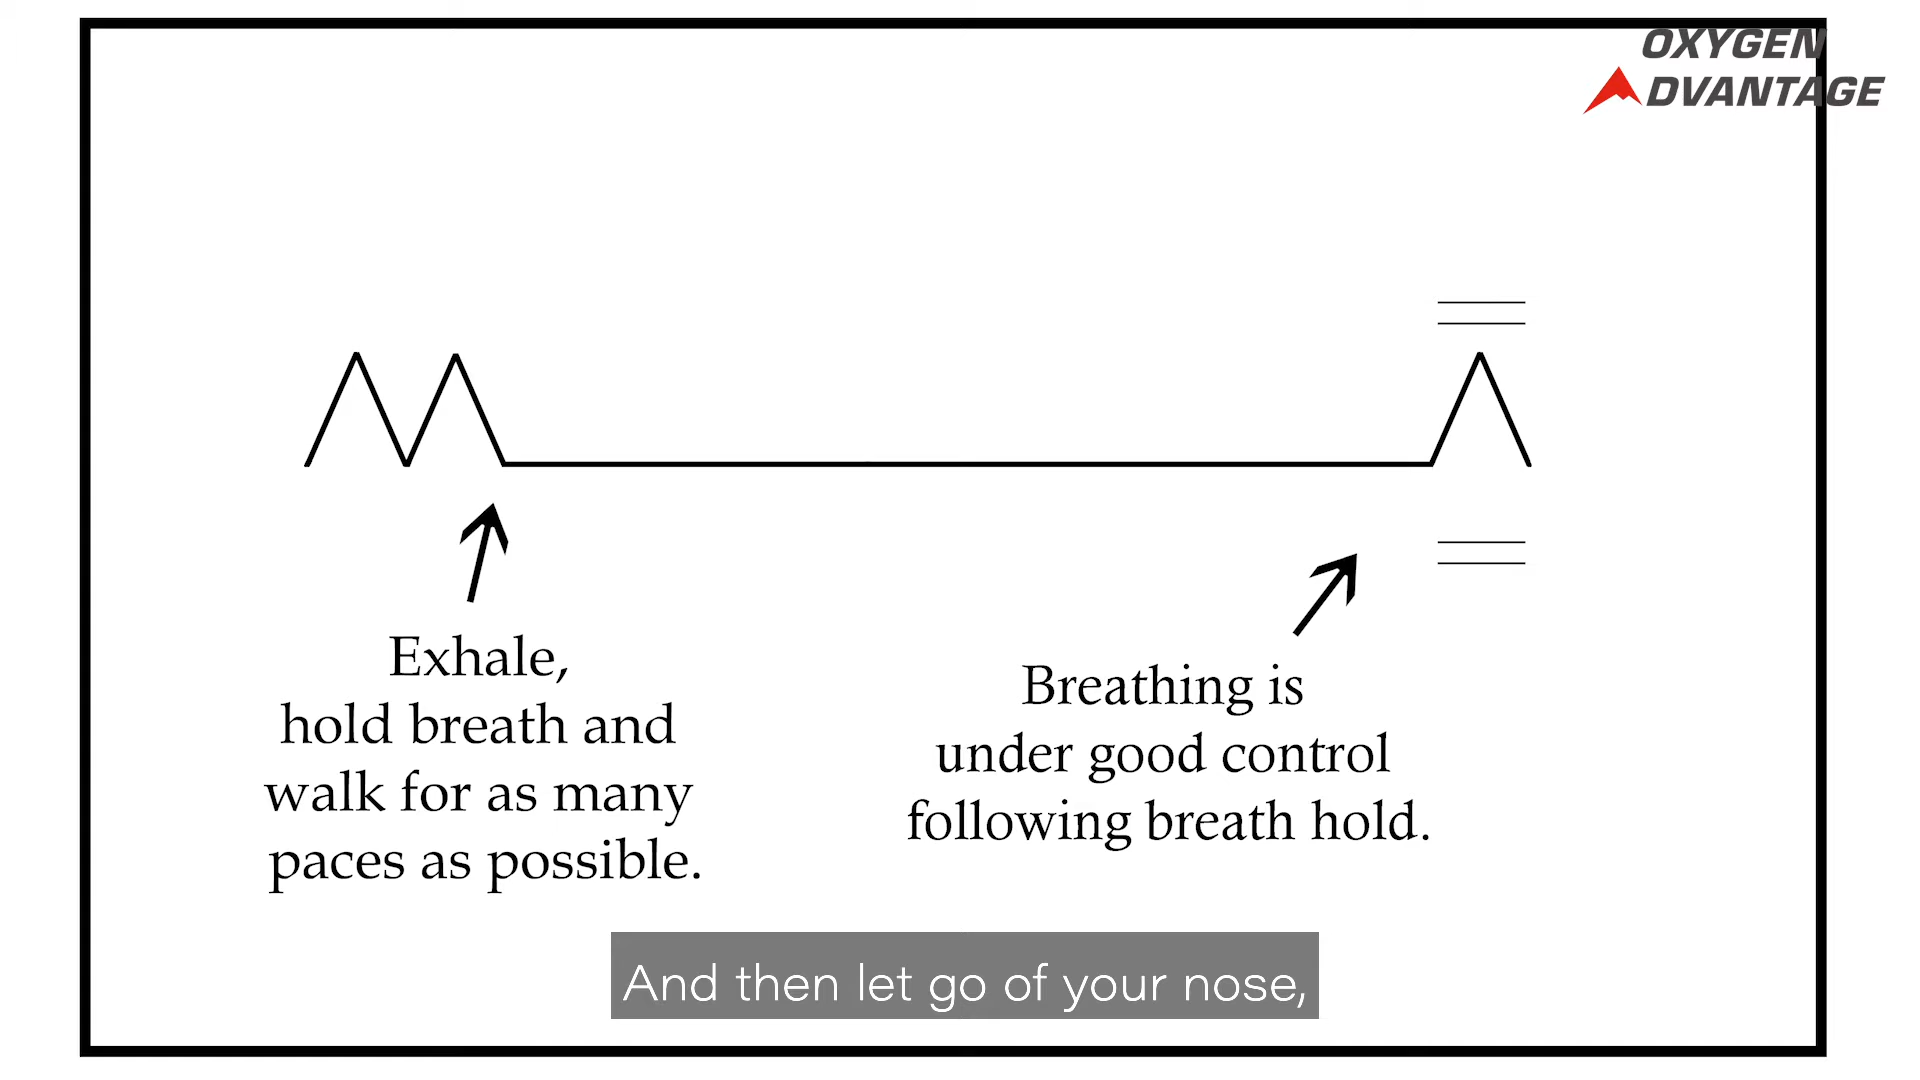 OXYGEN
DVANTAGE
Exhale,
hold breath and
walk for as many
paces as possible.
Breathing is
under good control
following breath hold.
And then let go of your nose,